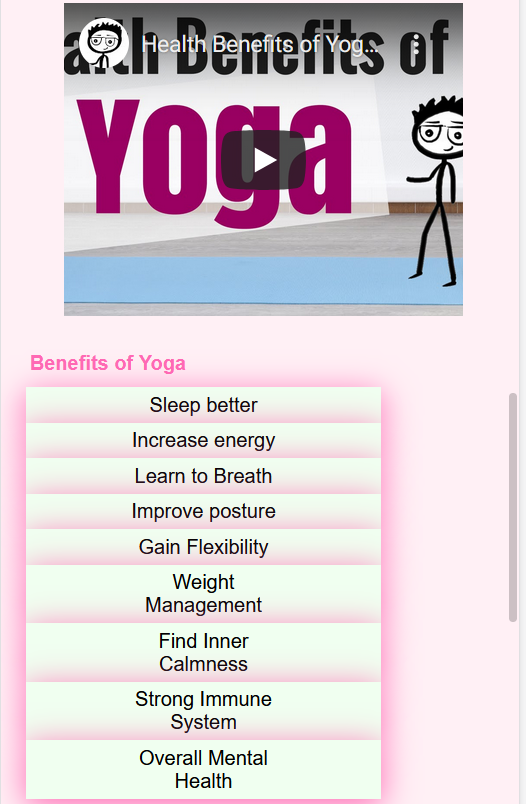 alth Benefits of
Health Benefits of Yog...
Yoga
Benefits of Yoga
Sleep better
Increase energy
Learn to Breath
Improve posture
Gain Flexibility
Weight
Management
Find Inner
Calmness
Strong Immune
System
Overall Mental
Health